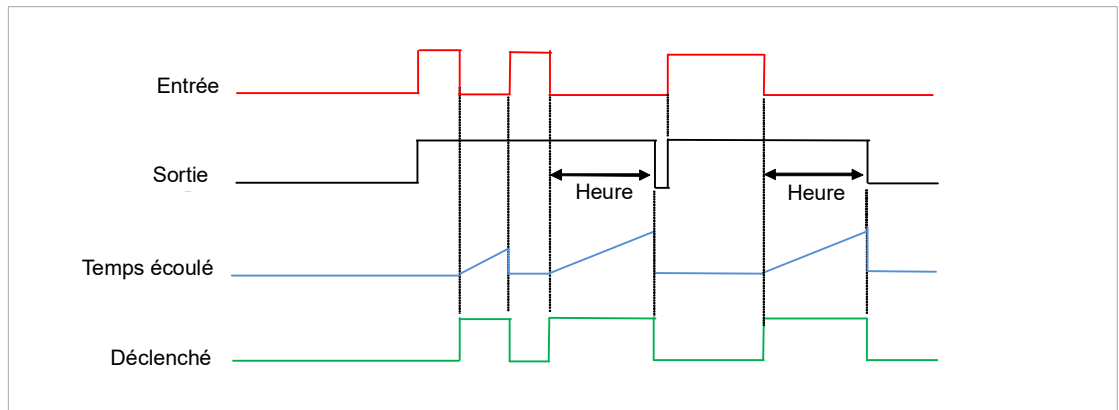 Entrée
Sortie
Heure
Heure
Temps écoulé
Déclenché